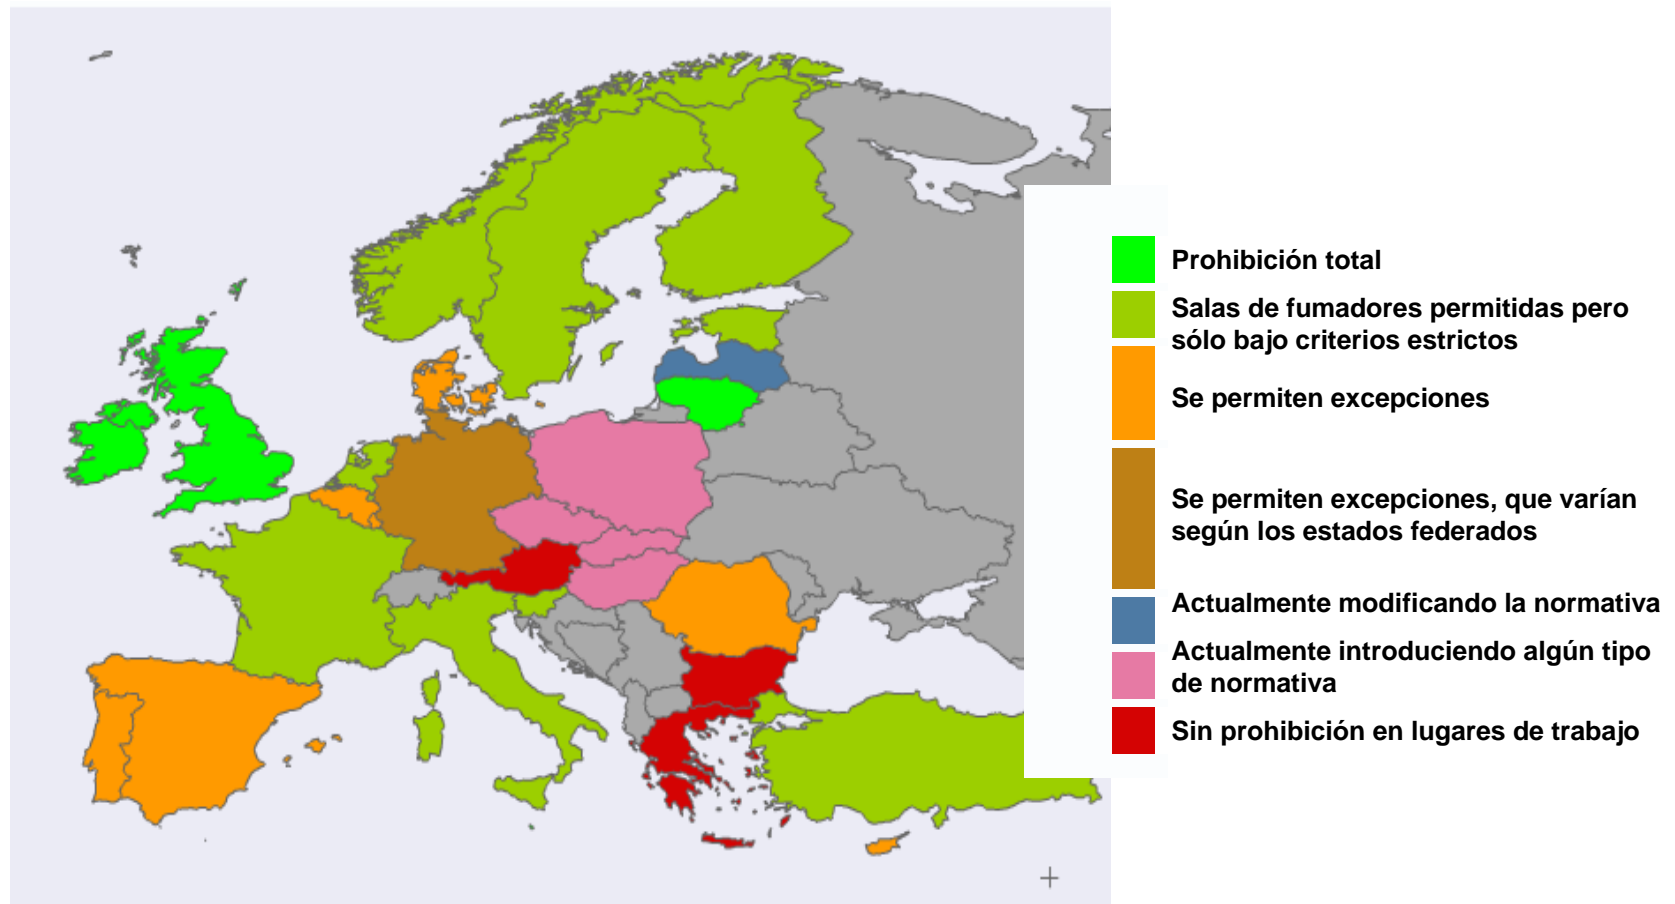 Prohibición total
Salas de fumadores permitidas pero
sólo bajo criterios estrictos
Se permiten excepciones
Se permiten excepciones, que varían
según los estados federados
Actualmente modificando la normativa
Actualmente introduciendo algún tipo
de normativa
Sin prohibición en lugares de trabajo